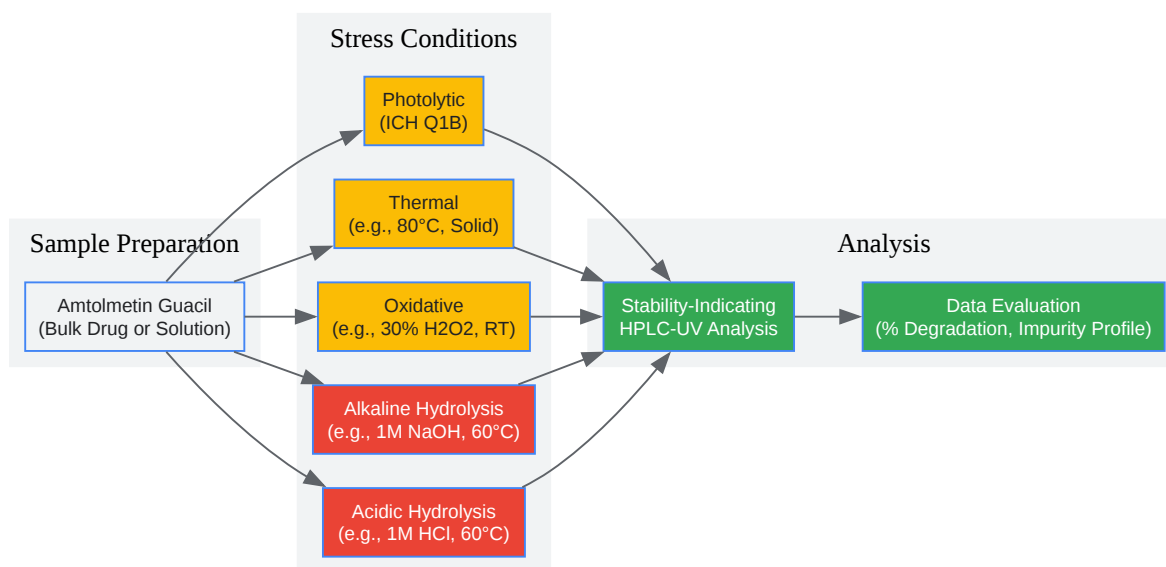 Stress Conditions
Photolytic
(ICH Q1B)
Thermal
(e.g., 80°C, Solid)
Sample Preparation
Analysis
Amtolmetin Guacil
(Bulk Drug or Solution)
Oxidative
(e.g., 30% H2O2, RT)
Stability-Indicating
HPLC-UV Analysis
Data Evaluation
(% Degradation, Impurity Profile)
Alkaline Hydrolysis
(e.g., 1M NaOH, 60°C)
Acidic Hydrolysis
(e.g., 1M HCl, 60°C)